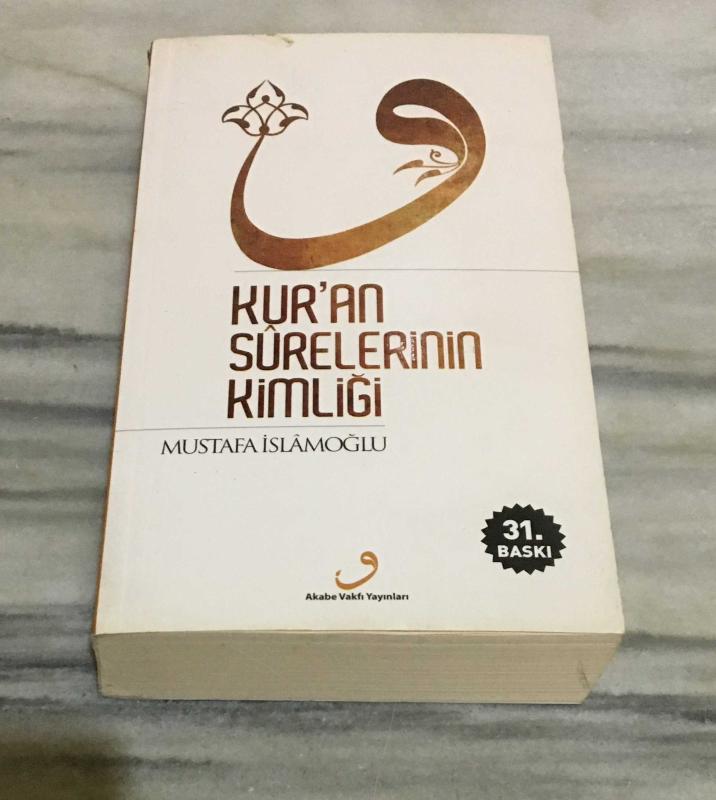 KUR'AN
SÛRELERİNİN
KİMLİĞİ
MUSTAFA İSLÂMOĞLU
31.
BASKI
Akabe Vakfı Yayınları